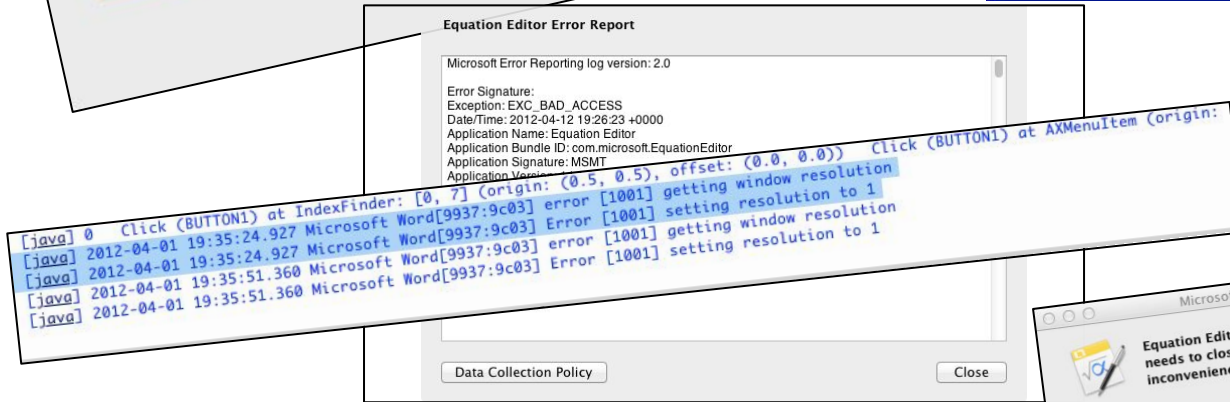 Equation Editor Error Report
Microsoft Error Reporting log version: 2.0
Error Signature:
Exception: EXC_BAD_ACCESS
Date/Time: 2012-04-12 19:26:23 +0000
Application Name: Equation Editor
Application Bundle ID: com.microsoft.EquationEditor
Application Signature: MSMT
Application
[java] 0 Click (BUTTON1) at IndexFinder: [0, 7] (origin: (0.5, 0.5), offset: (0.0, 0.0)) Click (BUTTON1) at AXMenuItem (origin:
[java] 2012-04-01 19:35:24.927 Microsoft Word[9937:9c03] error [1001] getting window resolution
[java] 2012-04-01 19:35:24.927 Microsoft Word[9937:9c03] Error [1001] setting resolution to 1
[java] 2012-04-01 19:35:51.360 Microsoft Word[9937:9c03] error [1001] getting window resolution
[java] 2012-04-01 19:35:51.360 Microsoft Word[9937:9c03] Error [1001] setting resolution to 1
Data Collection Policy
Close
Microsof
Equation Edit
needs to clos
inconvenienc